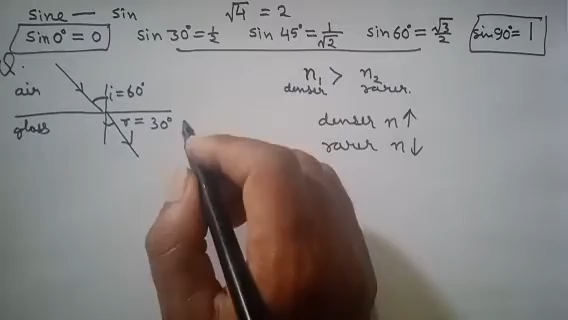 sine — sin √4 = 2
sin 0° = 0 sin 30° = 1/2 sin 45° = 1/√2 sin 60° = √3/2 sin 90° = 1
Q.
air i = 60° n₁ > n₂
denser rarer.
glass r = 30° denser n ↑
rarer n ↓